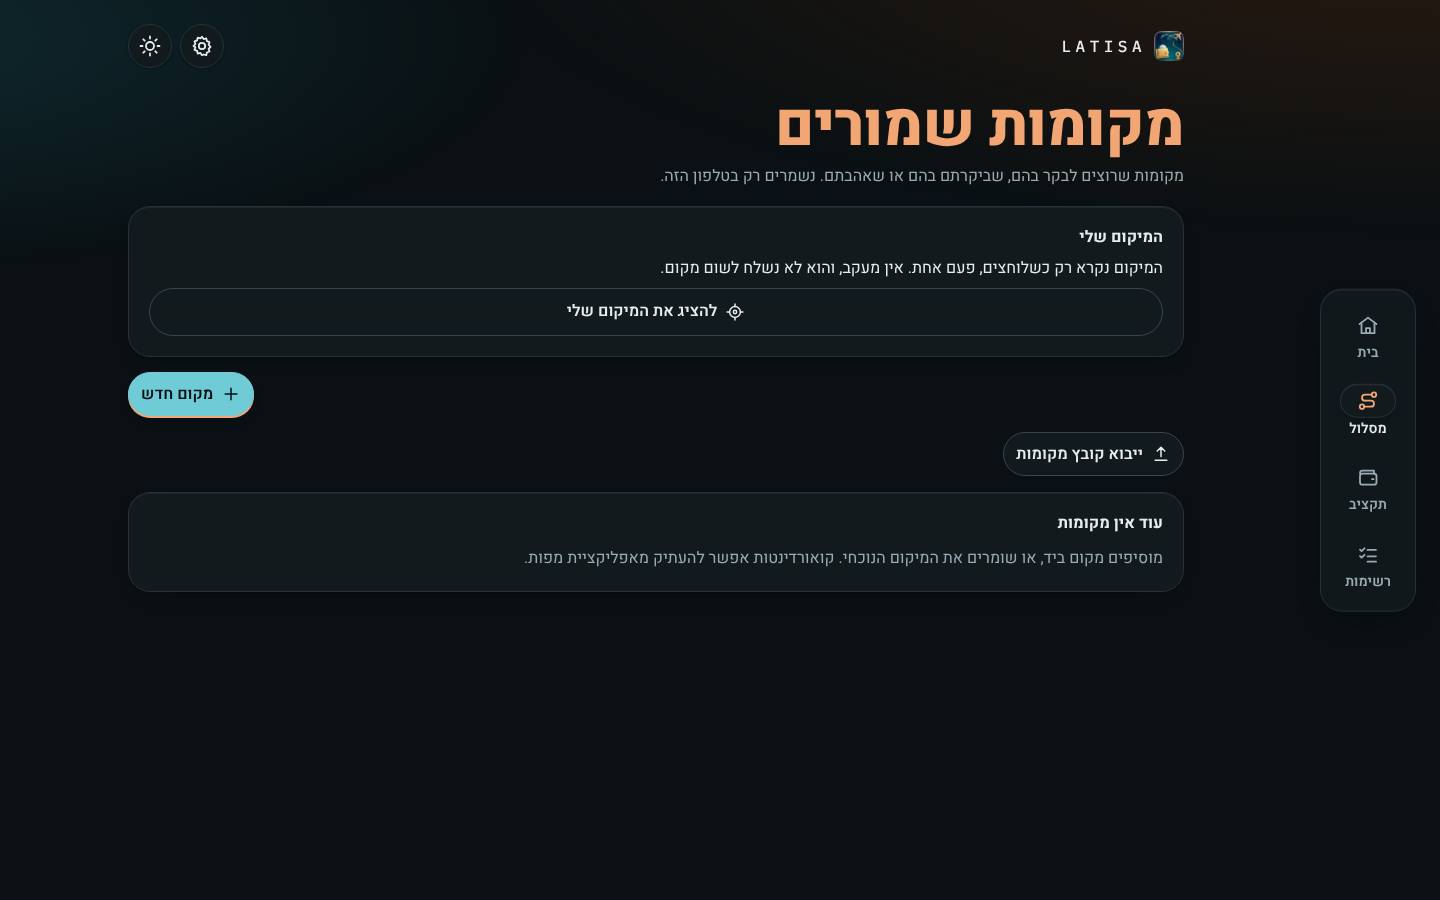 LATISA
מקומות שמורים
מקומות שרוצים לבקר בהם, שביקרתם בהם או שאהבתם. נשמרים רק בטלפון הזה.
המיקום שלי
המיקום נקרא רק כשלוחצים, פעם אחת. אין מעקב, והוא לא נשלח לשום מקום.
להציג את המיקום שלי
מקום חדש
ייבוא קובץ מקומות
עוד אין מקומות
מוסיפים מקום ביד, או שומרים את המיקום הנוכחי. קואורדינטות אפשר להעתיק מאפליקציית מפות.
בית
מסלול
תקציב
רשימות